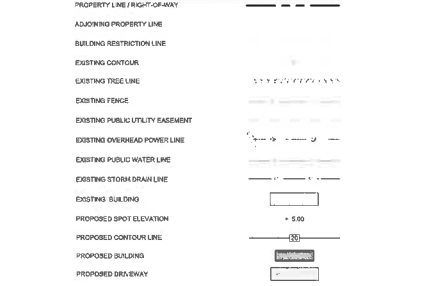 PROPERTY LINE / RIGHT-OF-WAY
ADJOINING PROPERTY LINE
BUILDING RESTRICTION LINE
EXISTING CONTOUR
EXISTING TREE LINE
EXISTING FENCE
EXISTING PUBLIC UTILITY EASEMENT
EXISTING OVERHEAD POWER LINE
EXISTING PUBLIC WATER LINE
EXISTING STORM DRAIN LINE
EXISTING BUILDING
PROPOSED SPOT ELEVATION + 5.00
PROPOSED CONTOUR LINE 20
PROPOSED BUILDING
PROPOSED DRIVEWAY